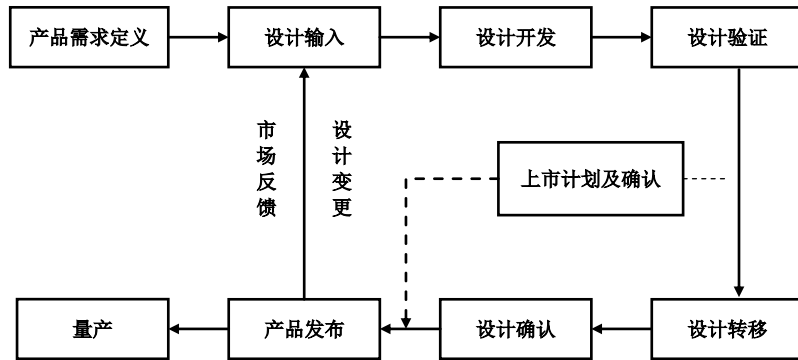 产品需求定义
设计输入
设计开发
设计验证
市场反馈
设计变更
上市计划及确认
量产
产品发布
设计确认
设计转移